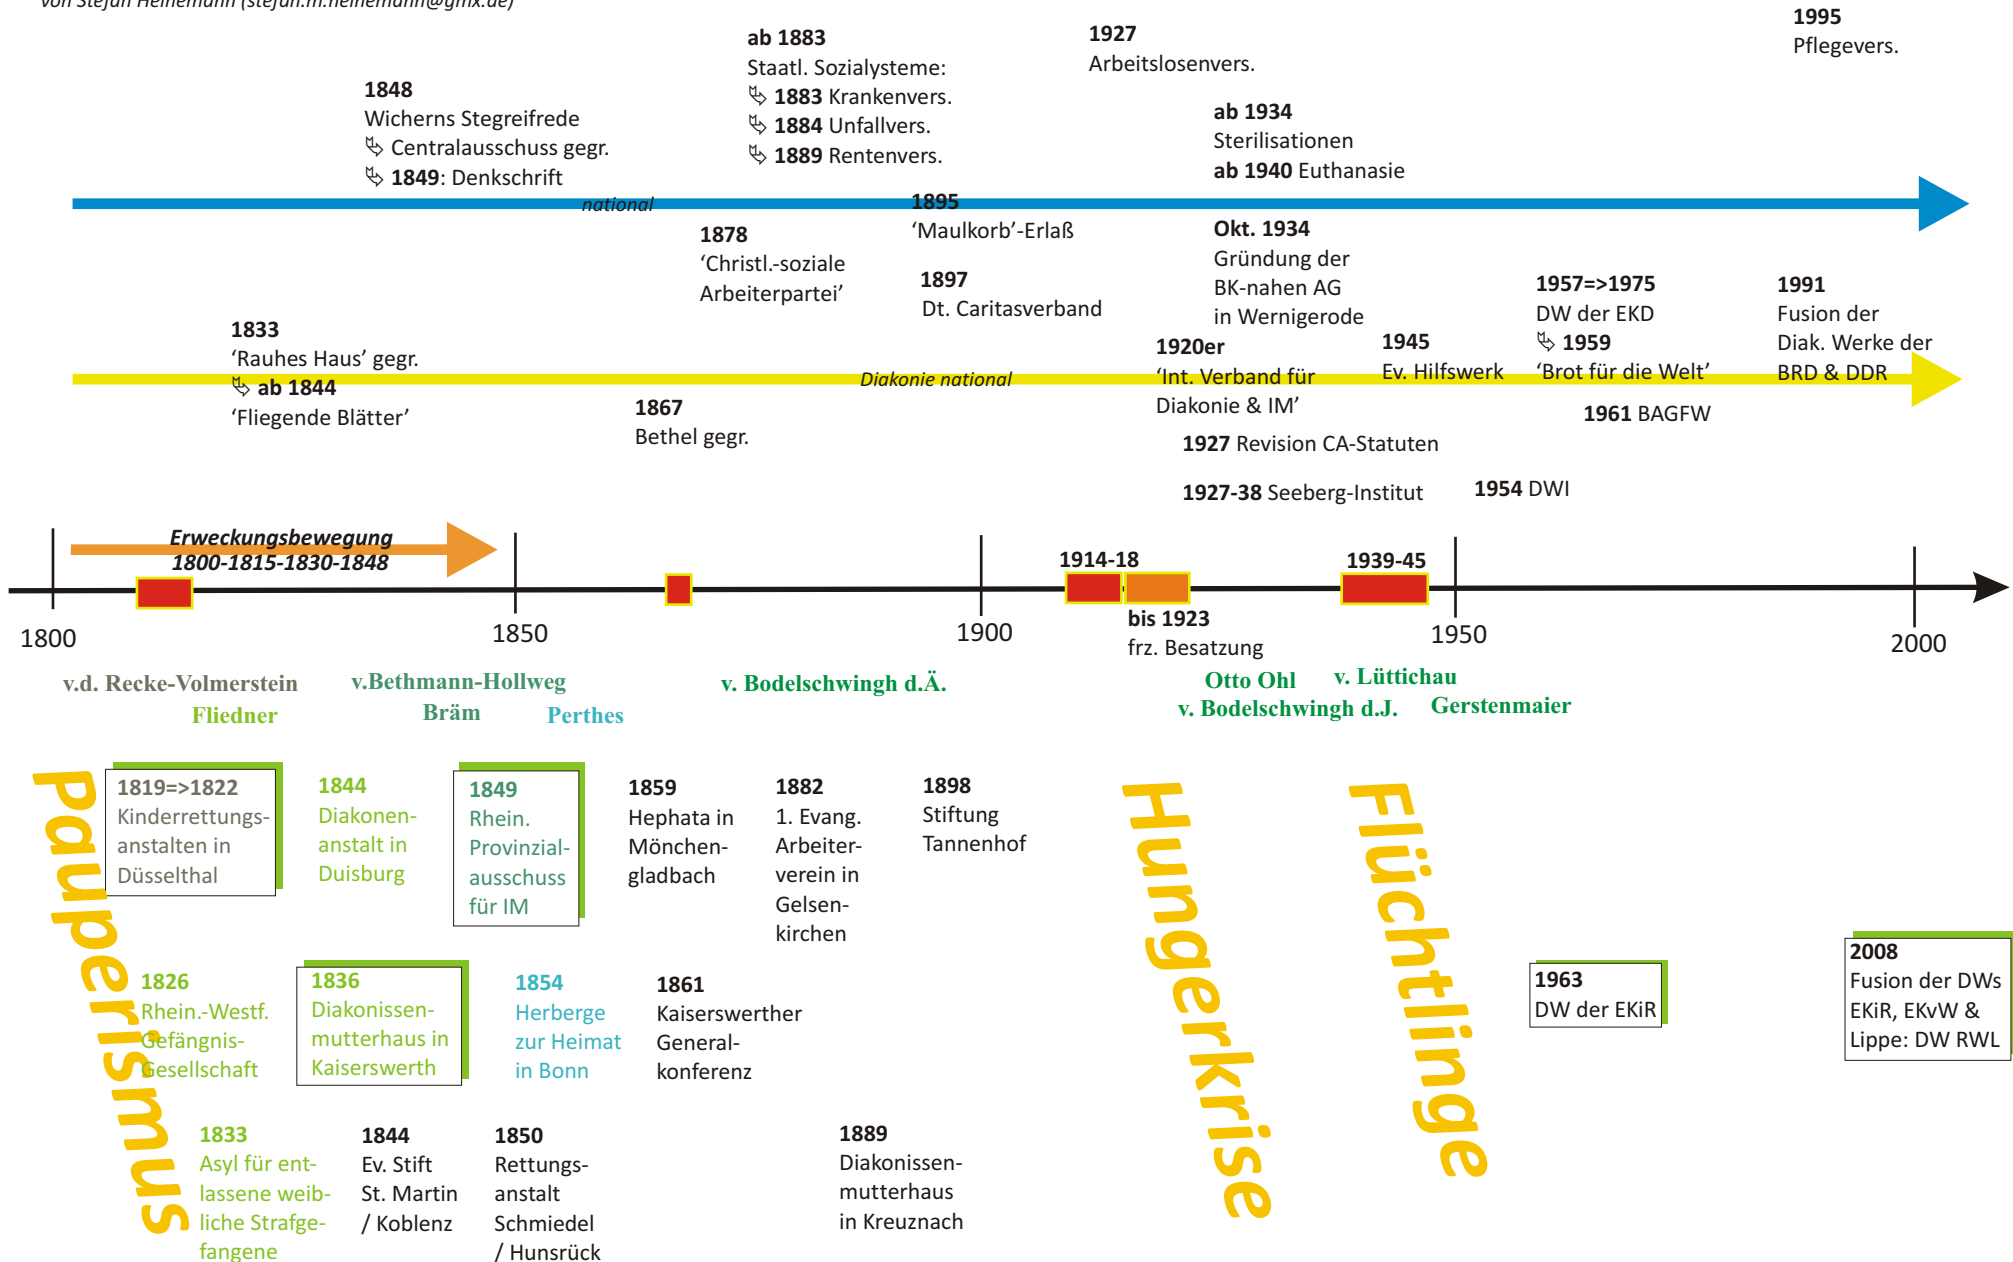 von Stefan Heinemann (stefan.m.heinemann@gmx.de)
1995
Pflegevers.
ab 1883
Staatl. Sozialysteme:
↳ 1883 Krankenvers.
↳ 1884 Unfallvers.
↳ 1889 Rentenvers.
1927
Arbeitslosenvers.
1848
Wicherns Stegreifrede
↳ Centralausschuss gegr.
↳ 1849: Denkschrift
ab 1934
Sterilisationen
ab 1940 Euthanasie
national
1895
‘Maulkorb’-Erlaß
1878
‘Christl.-soziale
Arbeiterpartei’
1897
Dt. Caritasverband
Okt. 1934
Gründung der
BK-nahen AG
in Wernigerode
1957=>1975
DW der EKD
↳ 1959
‘Brot für die Welt’
1991
Fusion der
Diak. Werke der
BRD & DDR
1833
‘Rauhes Haus’ gegr.
↳ ab 1844
‘Fliegende Blätter’
Diakonie national
1920er
‘Int. Verband für
Diakonie & IM’
1945
Ev. Hilfswerk
1867
Bethel gegr.
1961 BAGFW
1927 Revision CA-Statuten
1927-38 Seeberg-Institut
1954 DWI
Erweckungsbewegung
1800-1815-1830-1848
1914-18
1939-45
bis 1923
frz. Besatzung
1800
1850
1900
1950
2000
v.d. Recke-Volmerstein
Fliedner
v.Bethmann-Hollweg
Bräm
Perthes
v. Bodelschwingh d.Ä.
Otto Ohl
v. Lüttichau
v. Bodelschwingh d.J.
Gerstenmaier
Pauperismus
1819=>1822
Kinderrettungs-
anstalten in
Düsselthal
1844
Diakonen-
anstalt in
Duisburg
1849
Rhein.
Provinzial-
ausschuss
für IM
1859
Hephata in
Mönchen-
gladbach
1882
1. Evang.
Arbeiter-
verein in
Gelsen-
kirchen
1898
Stiftung
Tannenhof
Hungerkrise
Flüchtlinge
1826
Rhein.-Westf.
Gefängnis-
Gesellschaft
1836
Diakonissen-
mutterhaus in
Kaiserswerth
1854
Herberge
zur Heimat
in Bonn
1861
Kaiserswerther
General-
konferenz
1963
DW der EKiR
2008
Fusion der DWs
EKiR, EKvW &
Lippe: DW RWL
1833
Asyl für ent-
lassene weib-
liche Strafge-
fangene
1844
Ev. Stift
St. Martin
/ Koblenz
1850
Rettungs-
anstalt
Schmiedel
/ Hunsrück
1889
Diakonissen-
mutterhaus
in Kreuznach